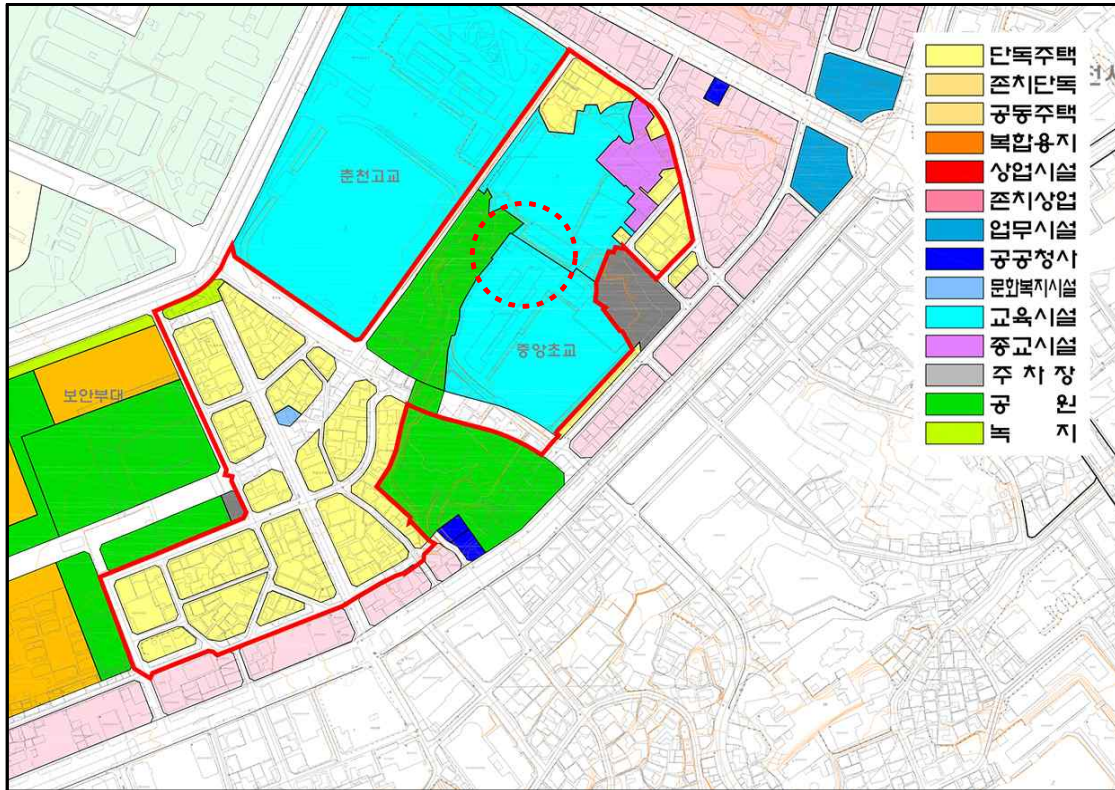 단독주택
존치단독
공동주택
복합용지
상업시설
존치상업
업무시설
공공청사
문화복지시설
교육시설
종교시설
주 차 장
공 원
녹 지
춘천고교
중앙초교
보안부대